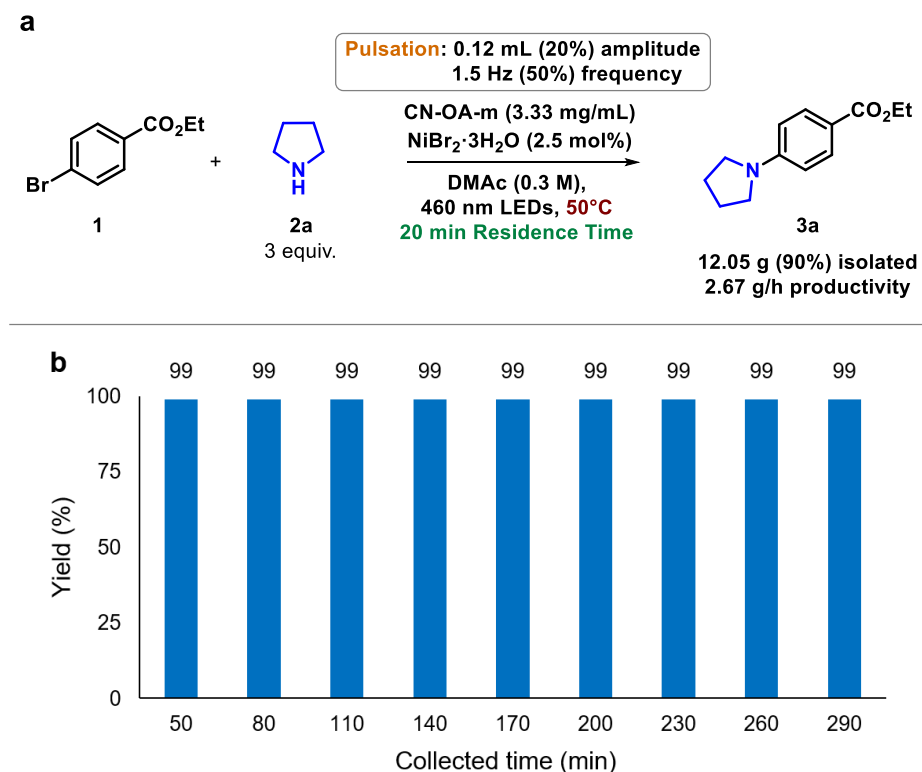 a
Pulsation: 0.12 mL (20%) amplitude
1.5 Hz (50%) frequency
CN-OA-m (3.33 mg/mL)
NiBr₂·3H₂O (2.5 mol%)
DMAc (0.3 M),
460 nm LEDs, 50°C
20 min Residence Time
CO₂Et
Br
1
+
N
H
2a
3 equiv.
CO₂Et
N
3a
12.05 g (90%) isolated
2.67 g/h productivity
b
99 99 99 99 99 99 99 99 99
100
75
50
25
0
Yield (%)
50 80 110 140 170 200 230 260 290
Collected time (min)